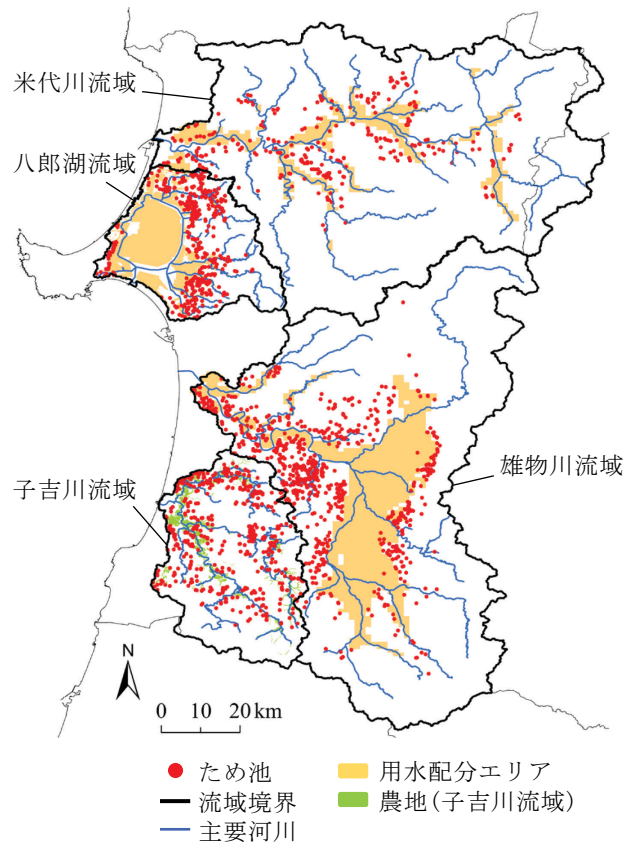 米代川流域
八郎湖流域
雄物川流域
子吉川流域
N
0 10 20 km
ため池
用水配分エリア
流域境界
農地(子吉川流域)
主要河川